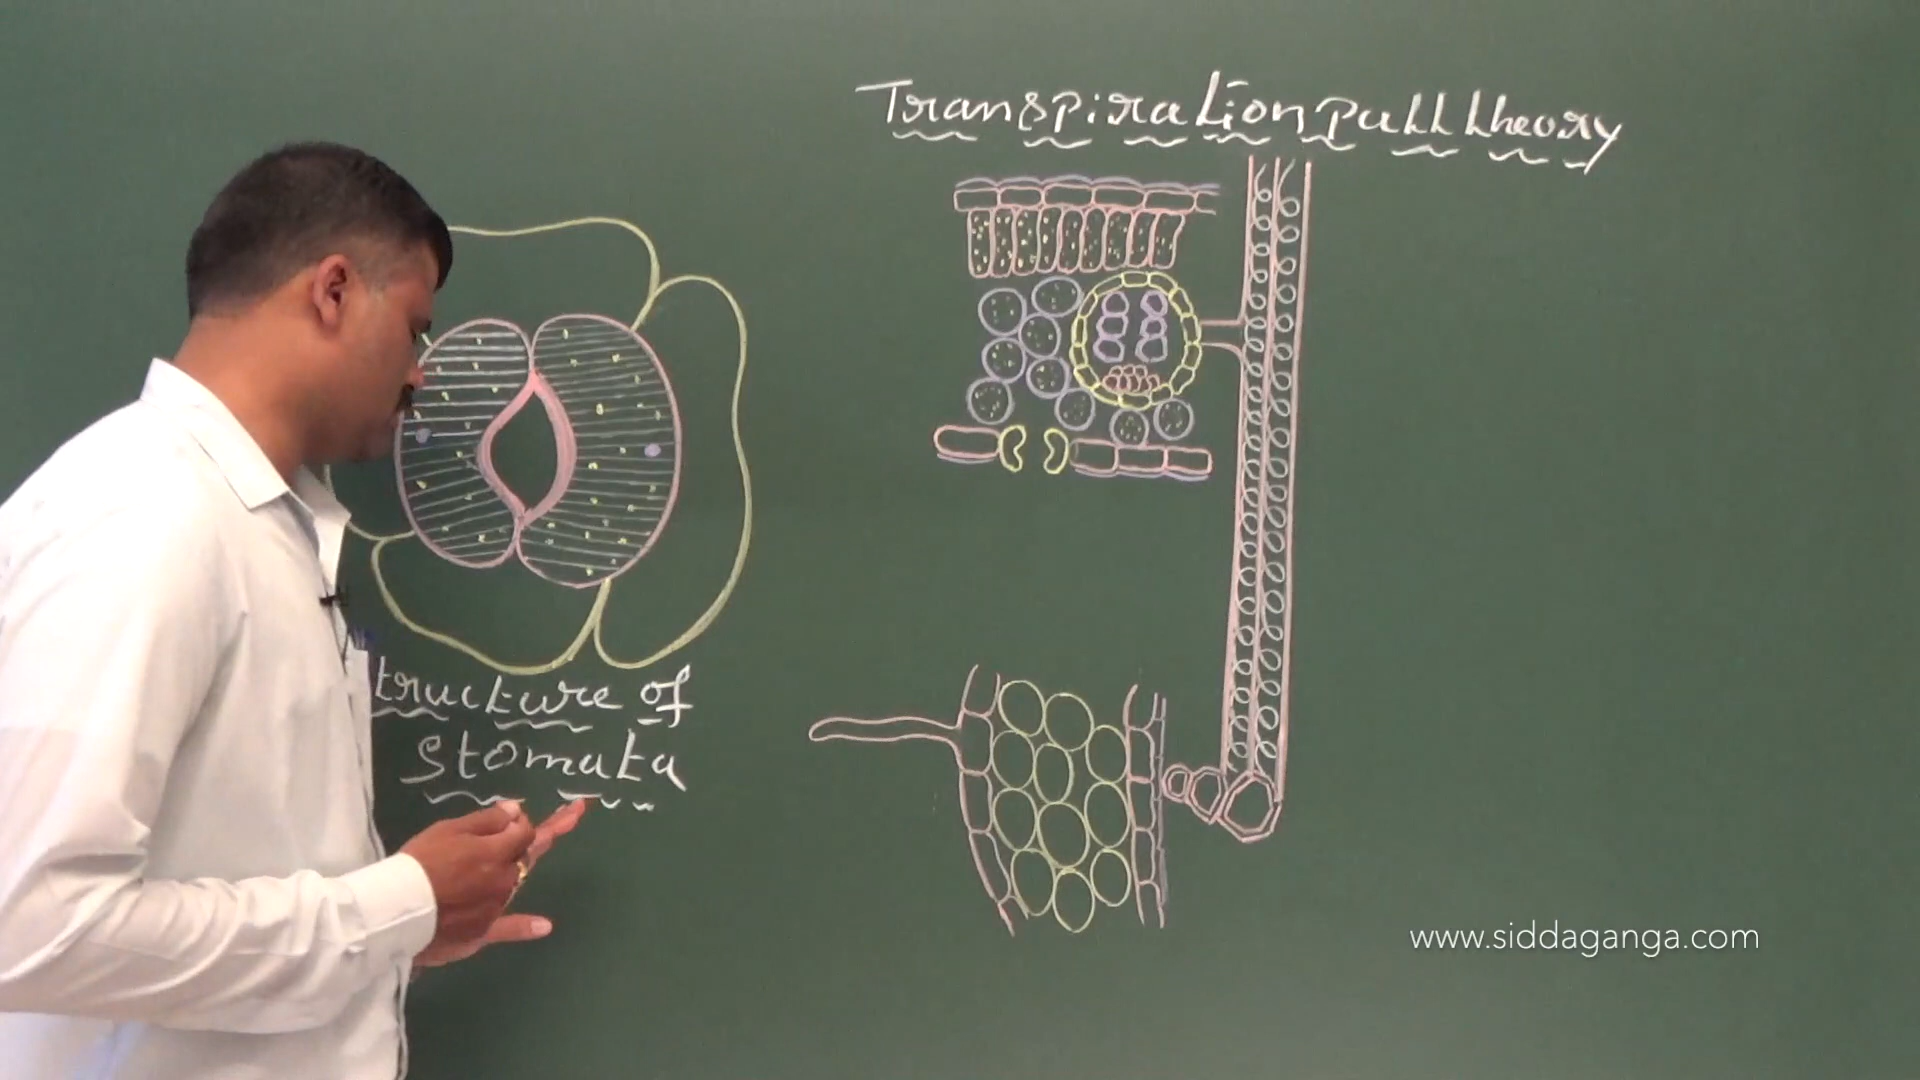 Transpiration pull theory
tructure of
stomata
www.siddaganga.com